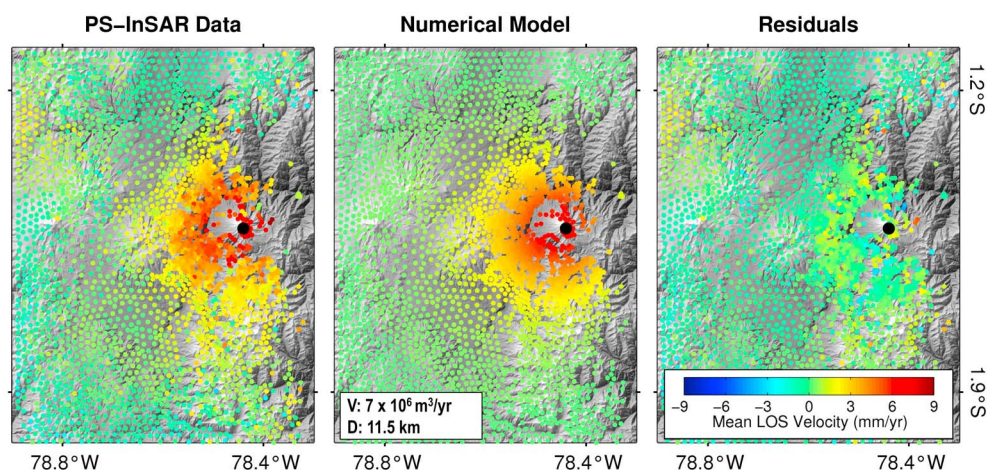 PS–InSAR Data
Numerical Model
Residuals
1.2°S
1.9°S
V: 7 x 10⁶ m³/yr
D: 11.5 km
−9 −6 −3 0 3 6 9
Mean LOS Velocity (mm/yr)
78.8°W 78.4°W 78.8°W 78.4°W 78.8°W 78.4°W